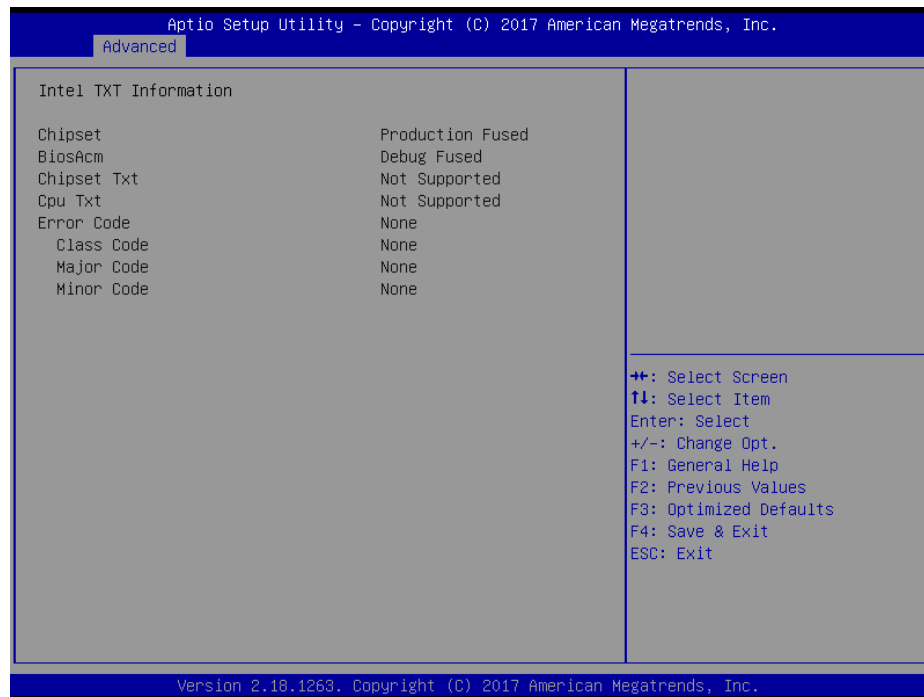 Aptio Setup Utility – Copyright (C) 2017 American Megatrends, Inc.
Advanced
Intel TXT Information
Chipset Production Fused
BiosAcm Debug Fused
Chipset Txt Not Supported
Cpu Txt Not Supported
Error Code None
Class Code None
Major Code None
Minor Code None
→←: Select Screen
↑↓: Select Item
Enter: Select
+/-: Change Opt.
F1: General Help
F2: Previous Values
F3: Optimized Defaults
F4: Save & Exit
ESC: Exit
Version 2.18.1263. Copyright (C) 2017 American Megatrends, Inc.